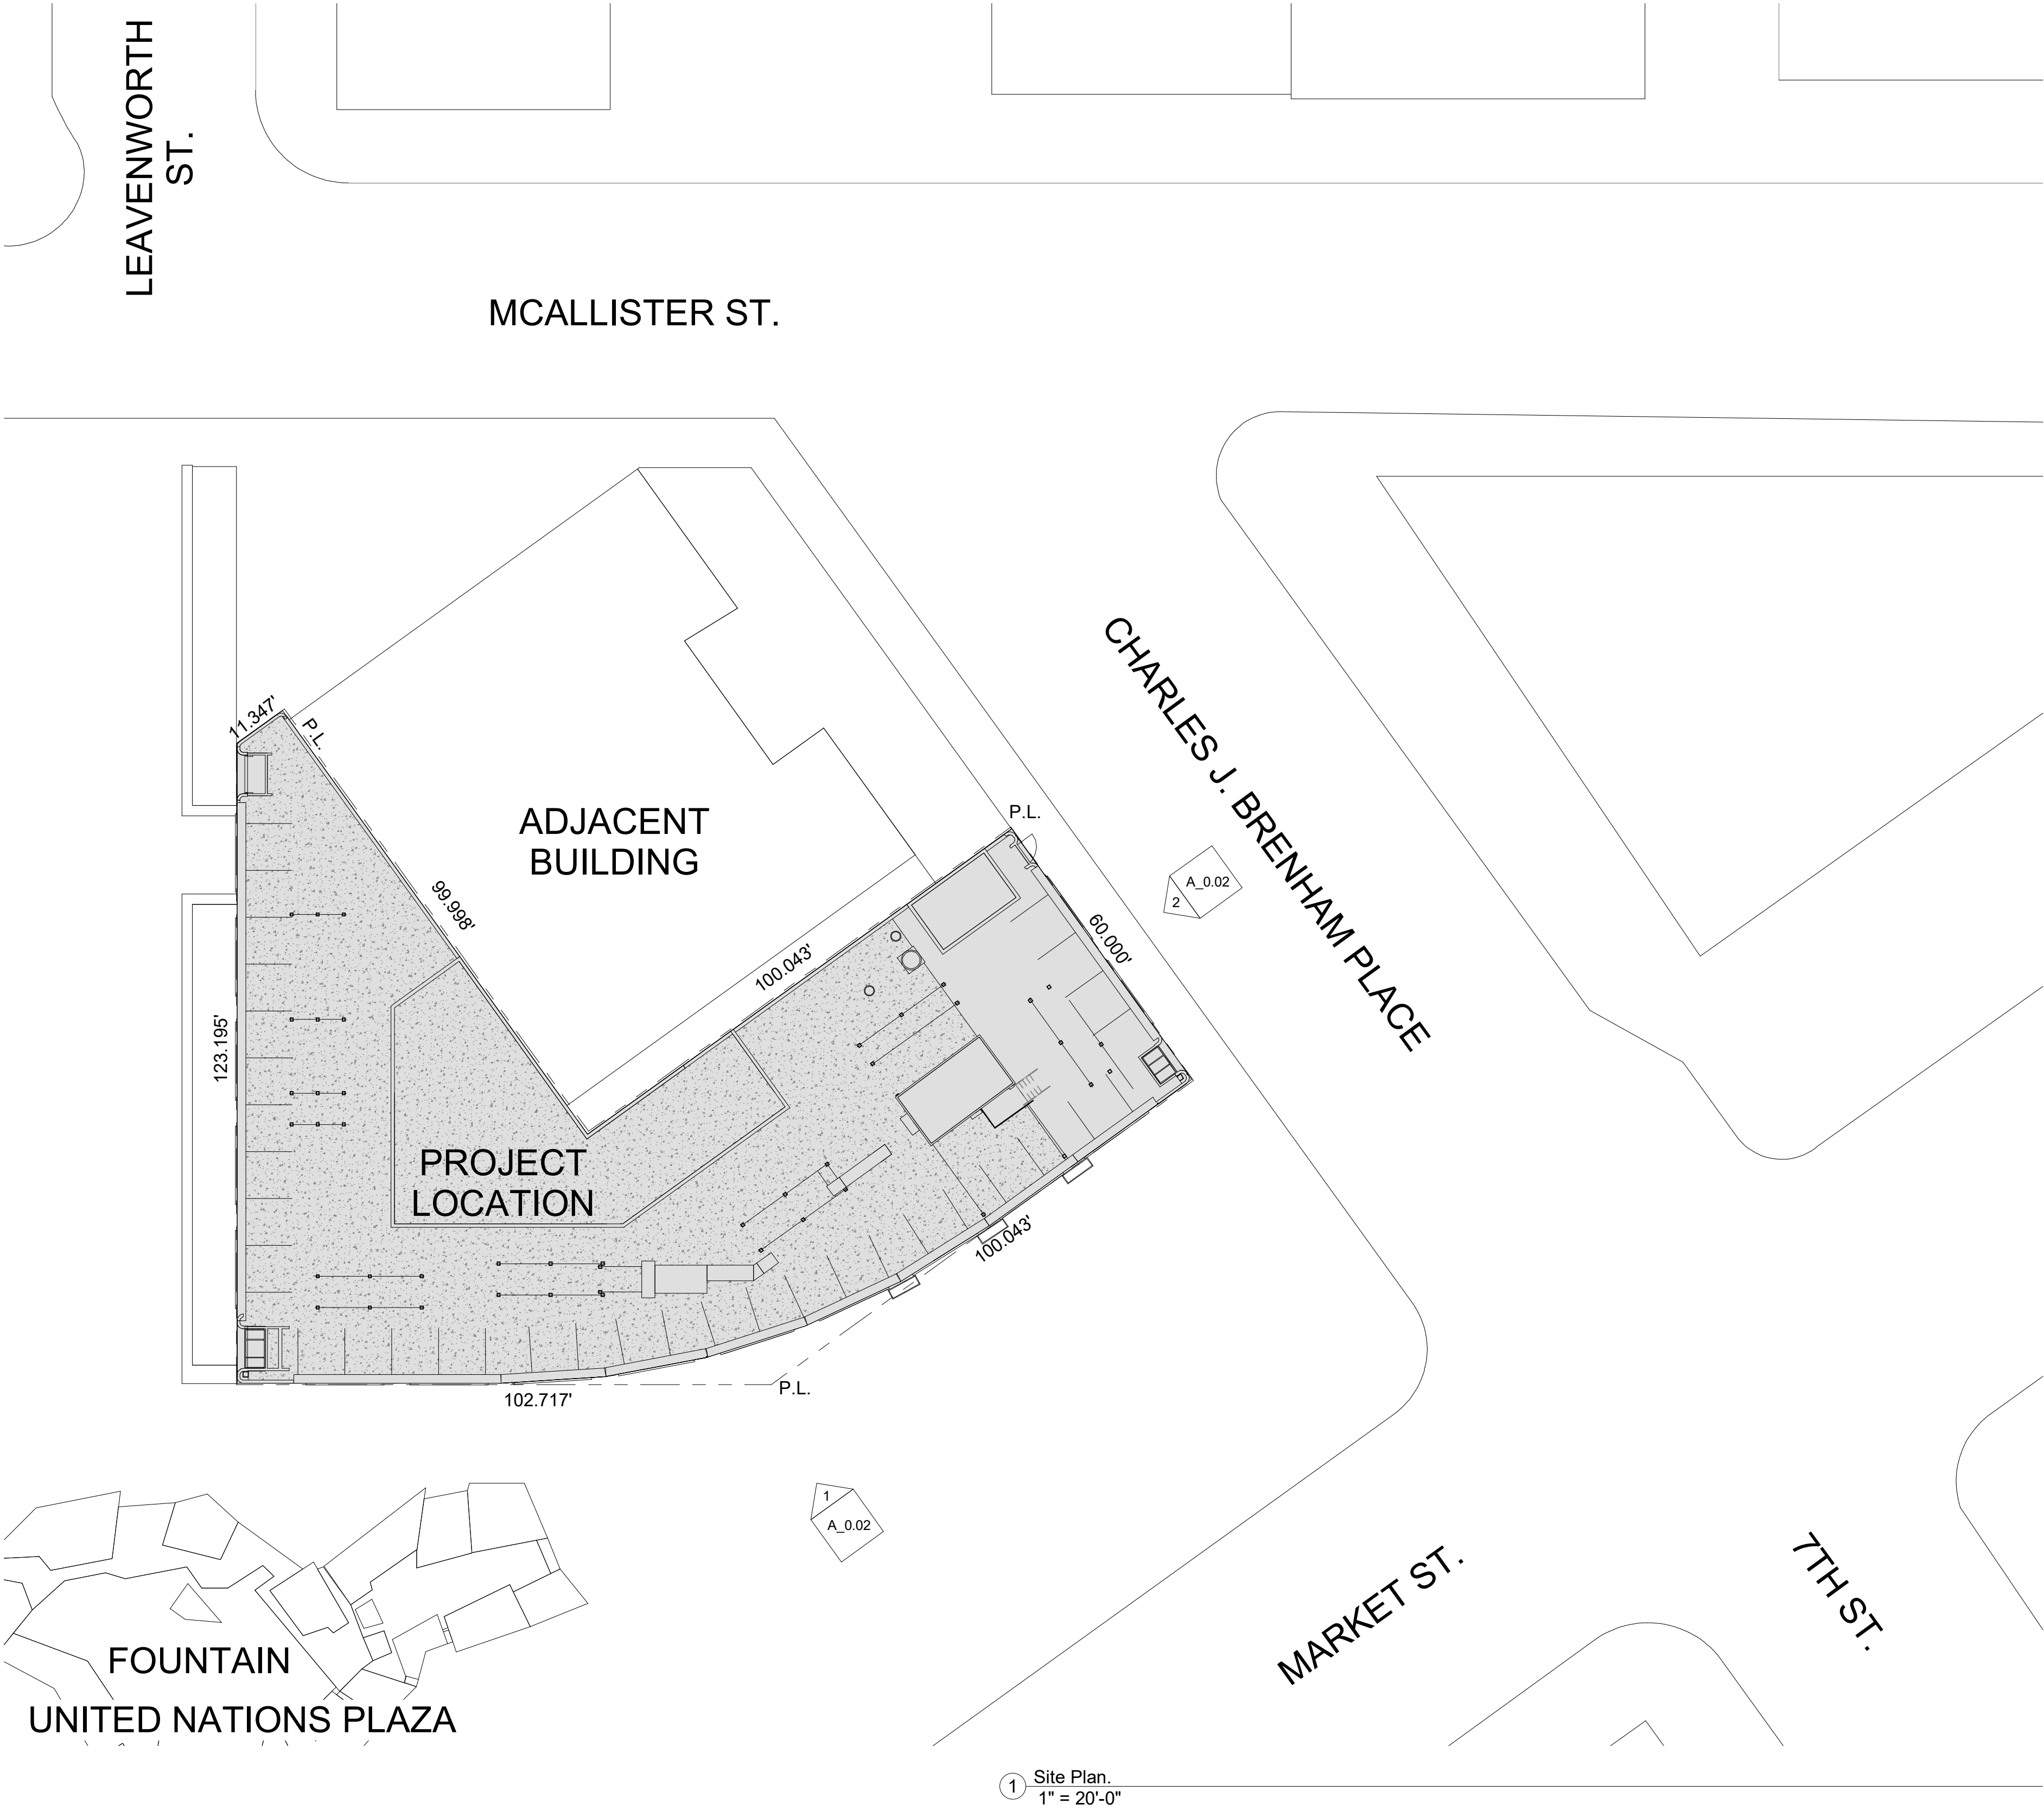 LEAVENWORTH
ST.
MCALLISTER ST.
CHARLES J. BRENHAM PLACE
11.347'
P.L.
ADJACENT
BUILDING
P.L.
A_0.02
2
99.998'
60.000'
100.043'
123.195'
PROJECT
LOCATION
100.043'
P.L.
102.717'
1
A_0.02
MARKET ST.
7TH ST.
FOUNTAIN
UNITED NATIONS PLAZA
1 Site Plan.
1" = 20'-0"